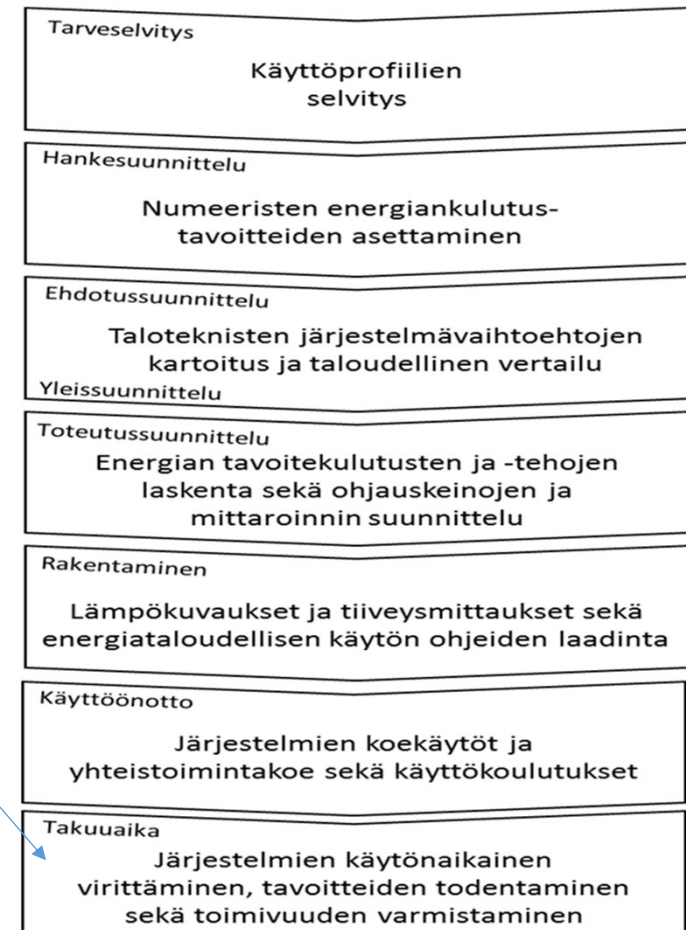 Tarveselvitys
Käyttöprofiilien
selvitys
Hankesuunnittelu
Numeeristen energiankulutus-
tavoitteiden asettaminen
Ehdotussuunnittelu
Taloteknisten järjestelmävaihtoehtojen
kartoitus ja taloudellinen vertailu
Yleissuunnittelu
Toteutussuunnittelu
Energian tavoitekulutusten ja -tehojen
laskenta sekä ohjauskeinojen ja
mittaroinnin suunnittelu
Rakentaminen
Lämpökuvaukset ja tiiveysmittaukset sekä
energiataloudellisen käytön ohjeiden laadinta
Käyttöönotto
Järjestelmien koekäytöt ja
yhteistoimintakoe sekä käyttökoulutukset
Takuuaika
Järjestelmien käytönaikainen
virittäminen, tavoitteiden todentaminen
sekä toimivuuden varmistaminen